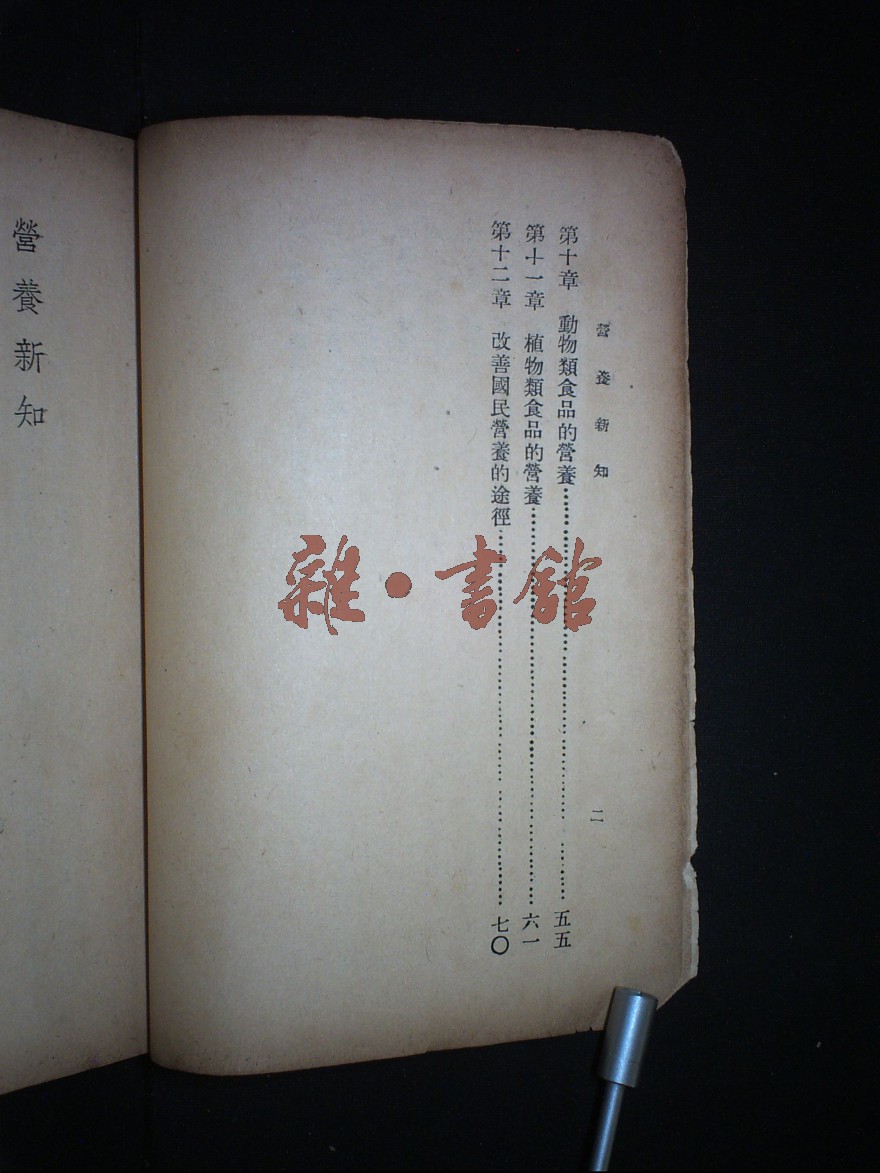 營養新知
二
第十章　動物類食品的營養……五五
第十一章　植物類食品的營養……六一
第十二章　改善國民營養的途徑……七〇
營養新知
雜·書館